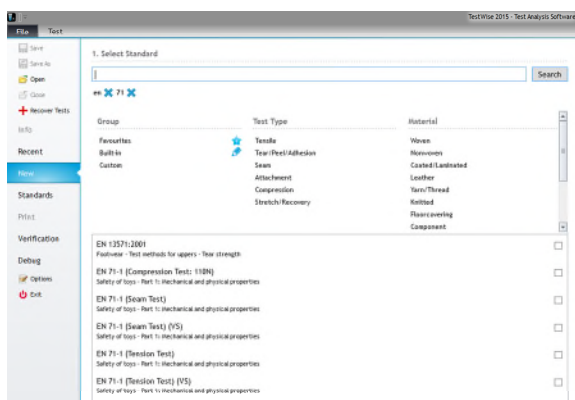 TestWise 2015 - Test Analysis Software
File Test
Save
Save As
Open
Close
Recover Tests
Info
Recent
New
Standards
Print
Verification
Debug
Options
Exit
1. Select Standard
Search
en 71
Group Test Type Material
Favourites Tensile Woven
Built-in Tear/Peel/Adhesion Nonwoven
Custom Seam Coated/Laminated
Attachment Leather
Compression Yarn/Thread
Stretch/Recovery Knitted
Floorcovering
Component
EN 13571:2001
Footwear - Test methods for uppers - Tear strength
EN 71-1 (Compression Test: 110N)
Safety of toys - Part 1: Mechanical and physical properties
EN 71-1 (Seam Test)
Safety of toys - Part 1: Mechanical and physical properties
EN 71-1 (Seam Test) (VS)
Safety of toys - Part 1: Mechanical and physical properties
EN 71-1 (Tension Test)
Safety of toys - Part 1: Mechanical and physical properties
EN 71-1 (Tension Test) (VS)
Safety of toys - Part 1: Mechanical and physical properties